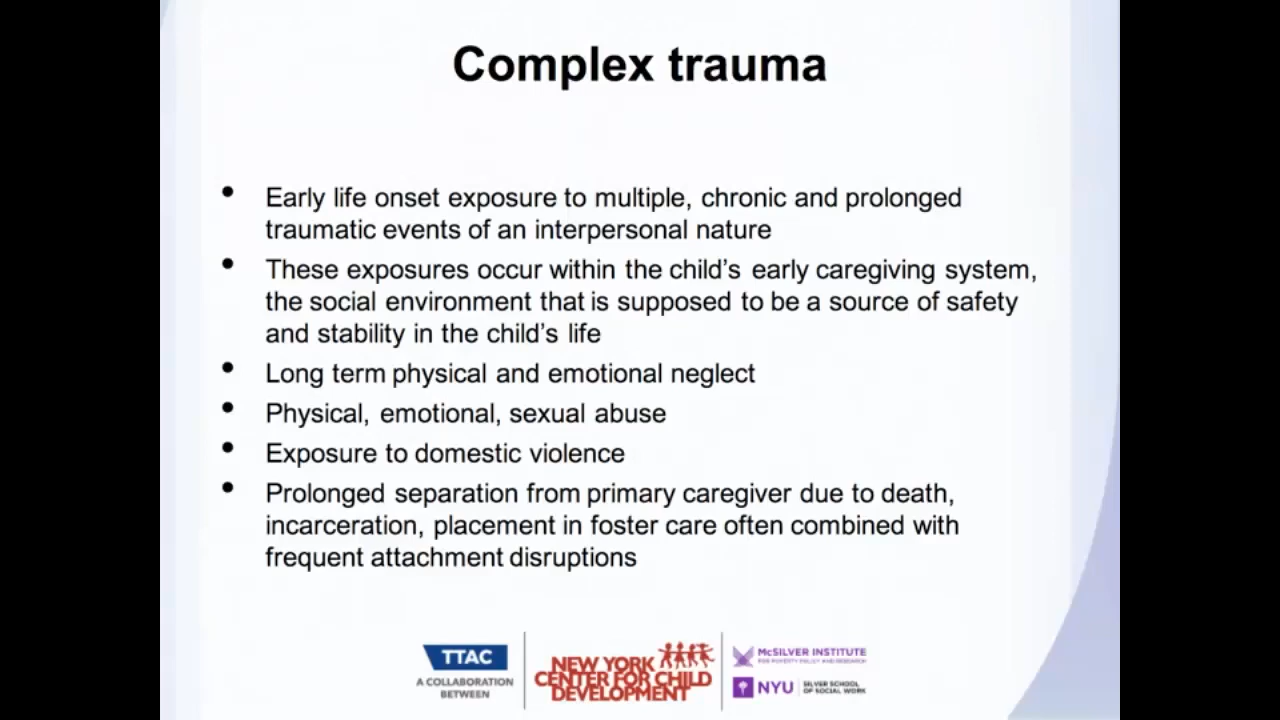 Complex trauma
• Early life onset exposure to multiple, chronic and prolonged
traumatic events of an interpersonal nature
• These exposures occur within the child’s early caregiving system,
the social environment that is supposed to be a source of safety
and stability in the child’s life
• Long term physical and emotional neglect
• Physical, emotional, sexual abuse
• Exposure to domestic violence
• Prolonged separation from primary caregiver due to death,
incarceration, placement in foster care often combined with
frequent attachment disruptions
TTAC
A COLLABORATION
BETWEEN
NEW YORK
CENTER FOR CHILD
DEVELOPMENT
McSILVER INSTITUTE
FOR POVERTY POLICY AND RESEARCH
NYU
SILVER SCHOOL
OF SOCIAL WORK